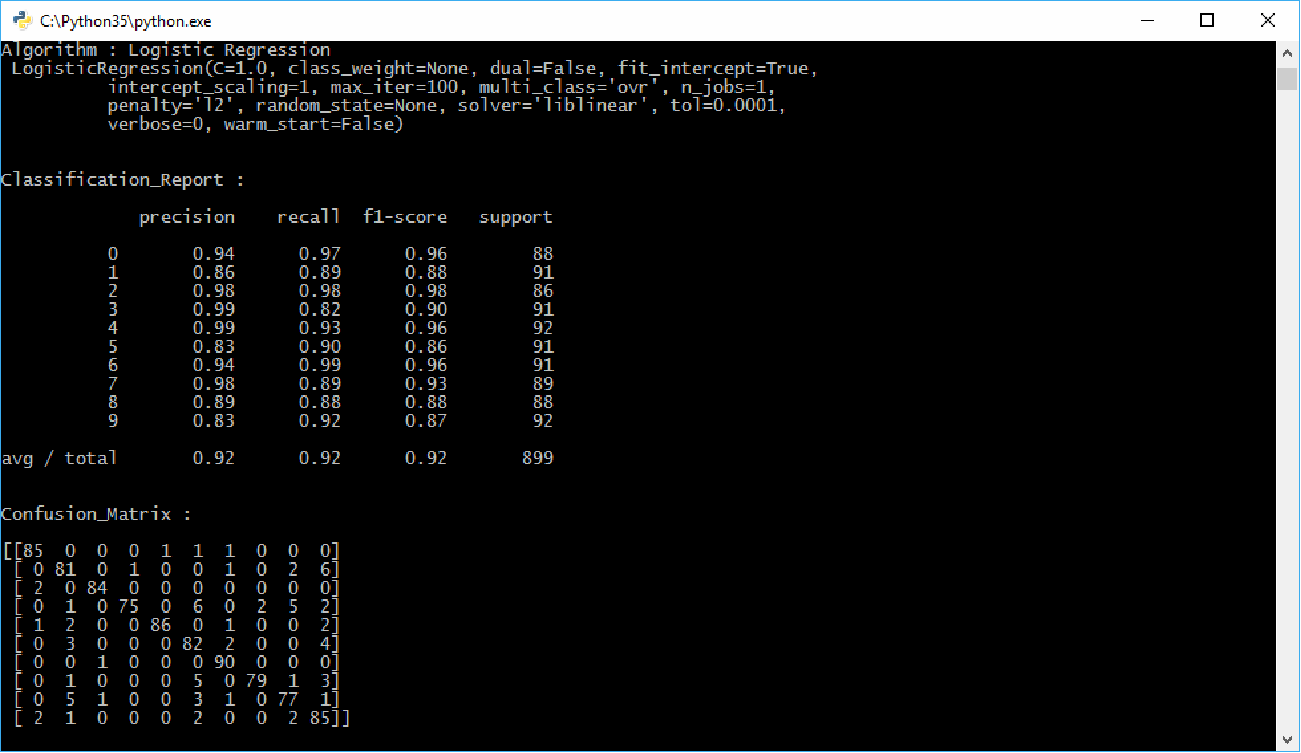 C:\Python35\python.exe
Algorithm : Logistic Regression
 LogisticRegression(C=1.0, class_weight=None, dual=False, fit_intercept=True,
          intercept_scaling=1, max_iter=100, multi_class='ovr', n_jobs=1,
          penalty='l2', random_state=None, solver='liblinear', tol=0.0001,
          verbose=0, warm_start=False)
Classification_Report :
             precision    recall  f1-score   support
          0       0.94      0.97      0.96        88
          1       0.86      0.89      0.88        91
          2       0.98      0.98      0.98        86
          3       0.99      0.82      0.90        91
          4       0.99      0.93      0.96        92
          5       0.83      0.90      0.86        91
          6       0.94      0.99      0.96        91
          7       0.98      0.89      0.93        89
          8       0.89      0.88      0.88        88
          9       0.83      0.92      0.87        92
avg / total       0.92      0.92      0.92       899
Confusion_Matrix :
[[85  0  0  0  1  1  1  0  0  0]
 [ 0 81  0  1  0  0  1  0  2  6]
 [ 2  0 84  0  0  0  0  0  0  0]
 [ 0  1  0 75  0  6  0  2  5  2]
 [ 1  2  0  0 86  0  1  0  0  2]
 [ 0  3  0  0  0 82  2  0  0  4]
 [ 0  0  1  0  0  0 90  0  0  0]
 [ 0  1  0  0  0  5  0 79  1  3]
 [ 0  5  1  0  0  3  1  0 77  1]
 [ 2  1  0  0  0  2  0  0  2 85]]